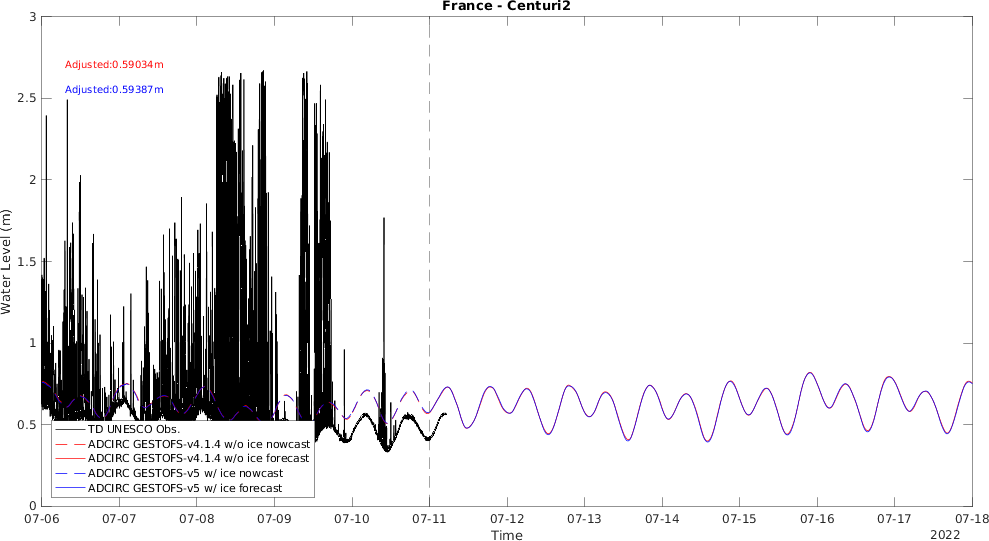 France - Centuri2
3
Adjusted:0.59034m
Adjusted:0.59387m
2.5
2
1.5
1
0.5
0
Water Level (m)
TD UNESCO Obs.
ADCIRC GESTOFS-v4.1.4 w/o ice nowcast
ADCIRC GESTOFS-v4.1.4 w/o ice forecast
ADCIRC GESTOFS-v5 w/ ice nowcast
ADCIRC GESTOFS-v5 w/ ice forecast
07-06 07-07 07-08 07-09 07-10 07-11 07-12 07-13 07-14 07-15 07-16 07-17 07-18
Time
2022